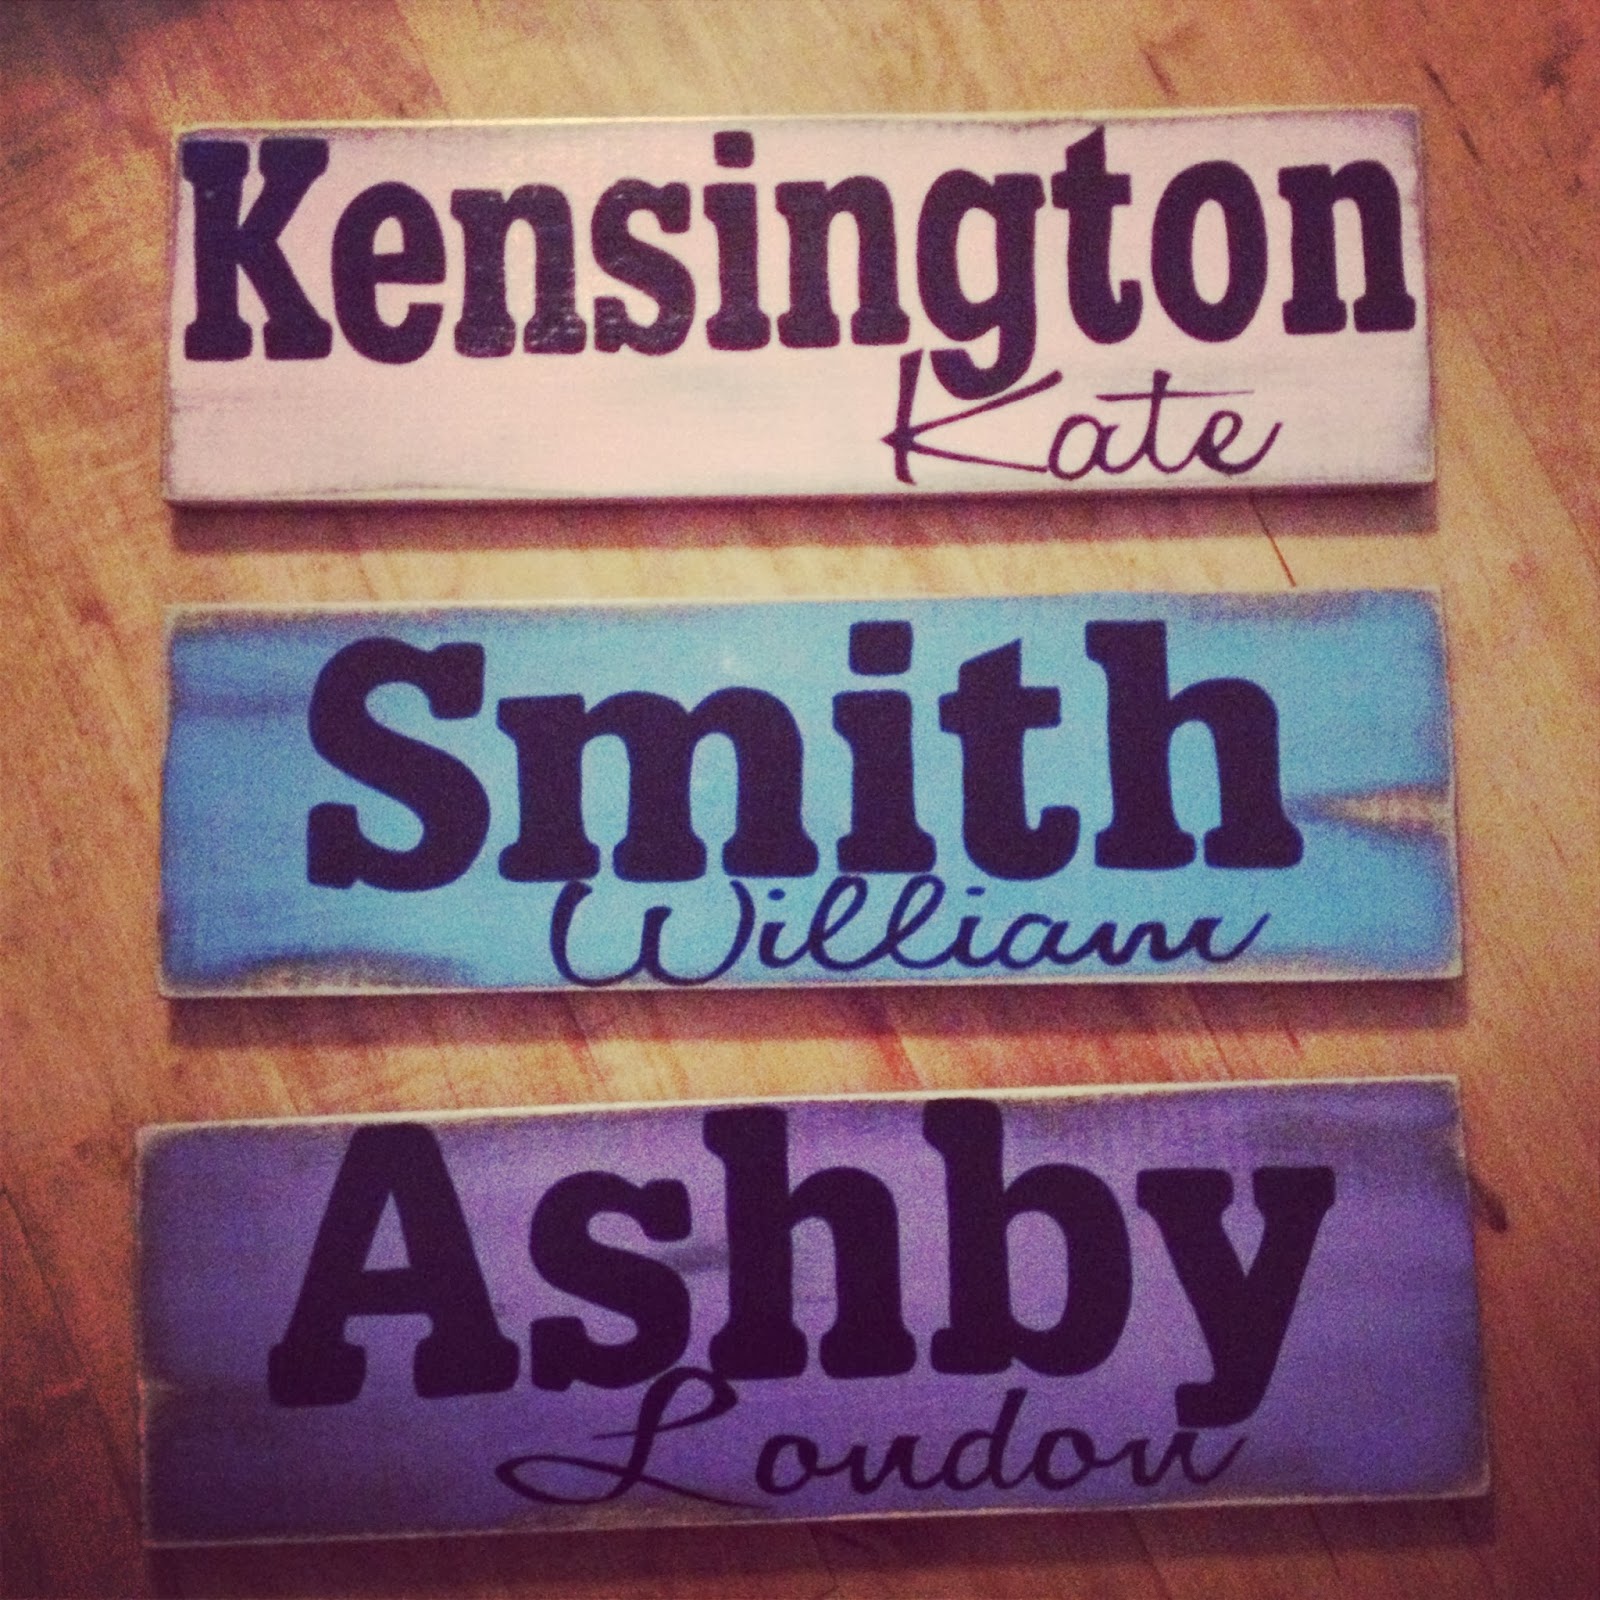 Kensington
Kate
Smith
William
Ashby
London